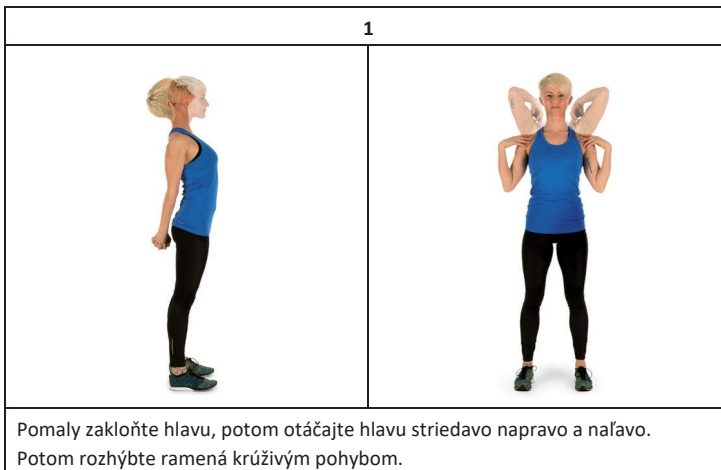 1
Pomaly zakloňte hlavu, potom otáčajte hlavu striedavo napravo a naľavo.
Potom rozhýbte ramená krúživým pohybom.